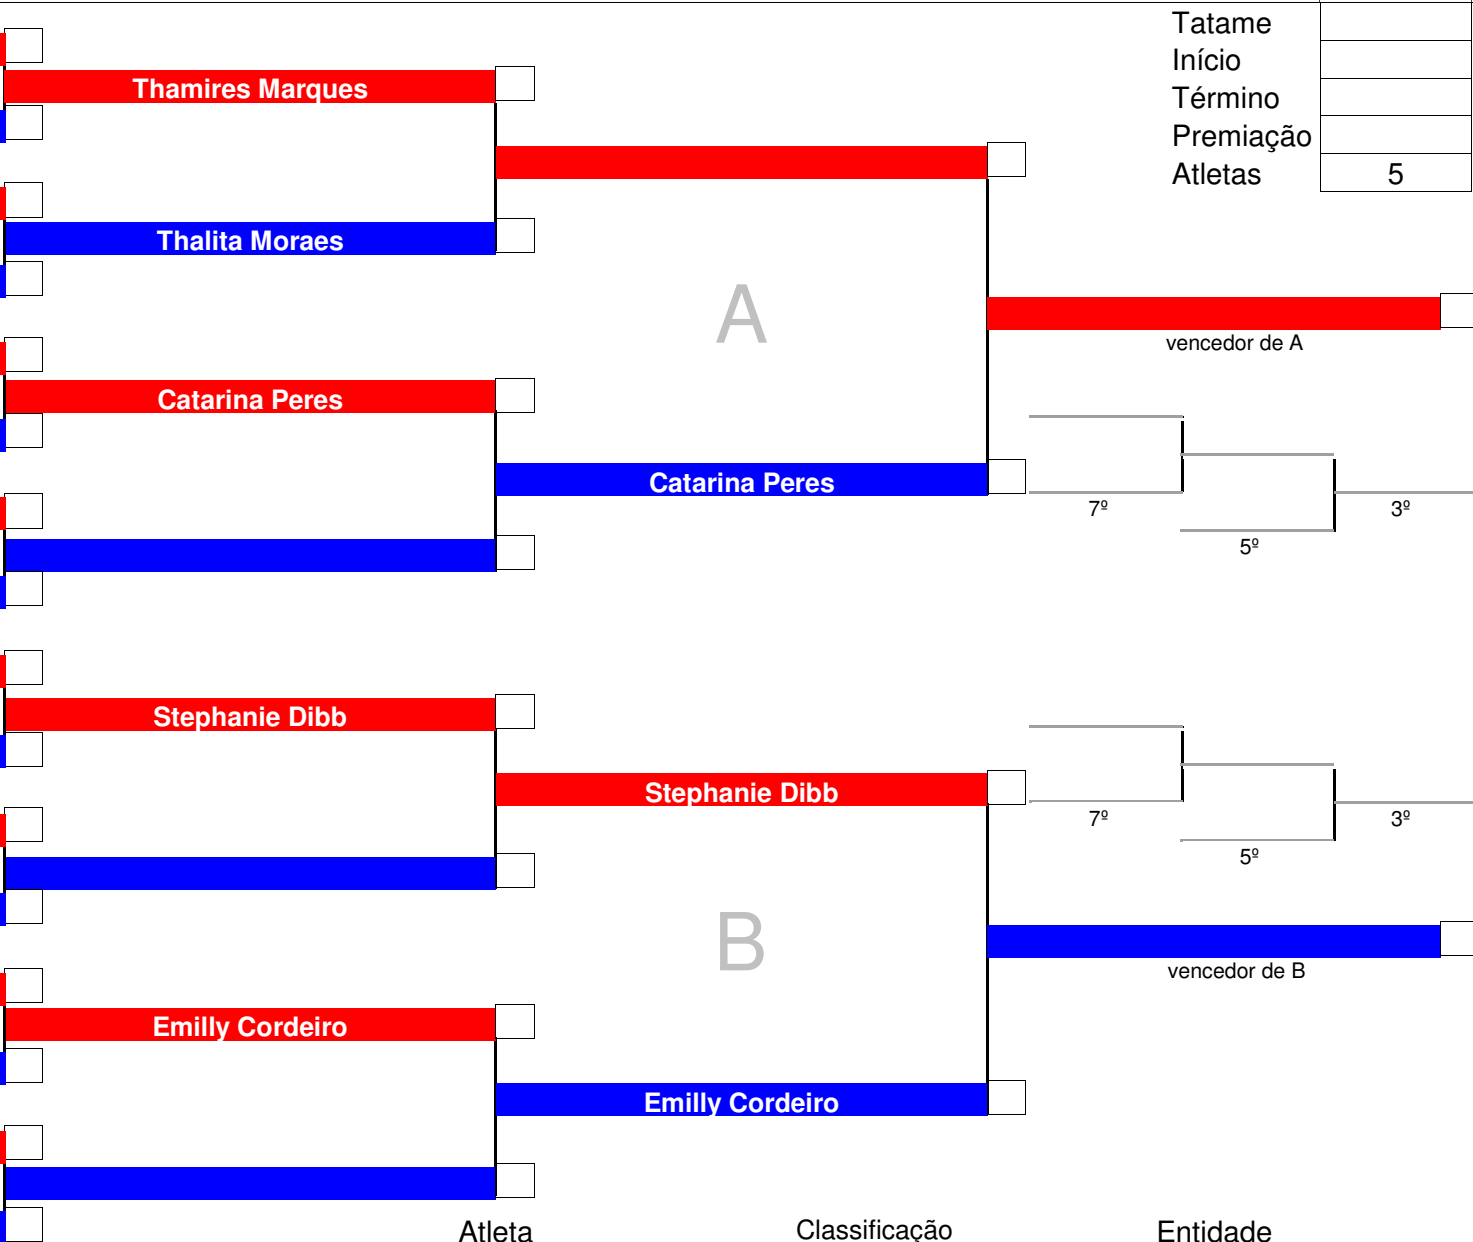 Tatame
Início
Término
Premiação
Atletas 5
Thamires Marques
Thalita Moraes
A
vencedor de A
Catarina Peres
Catarina Peres
7º
3º
5º
Stephanie Dibb
Stephanie Dibb
7º
3º
5º
B
vencedor de B
Emilly Cordeiro
Emilly Cordeiro
Atleta Classificação Entidade